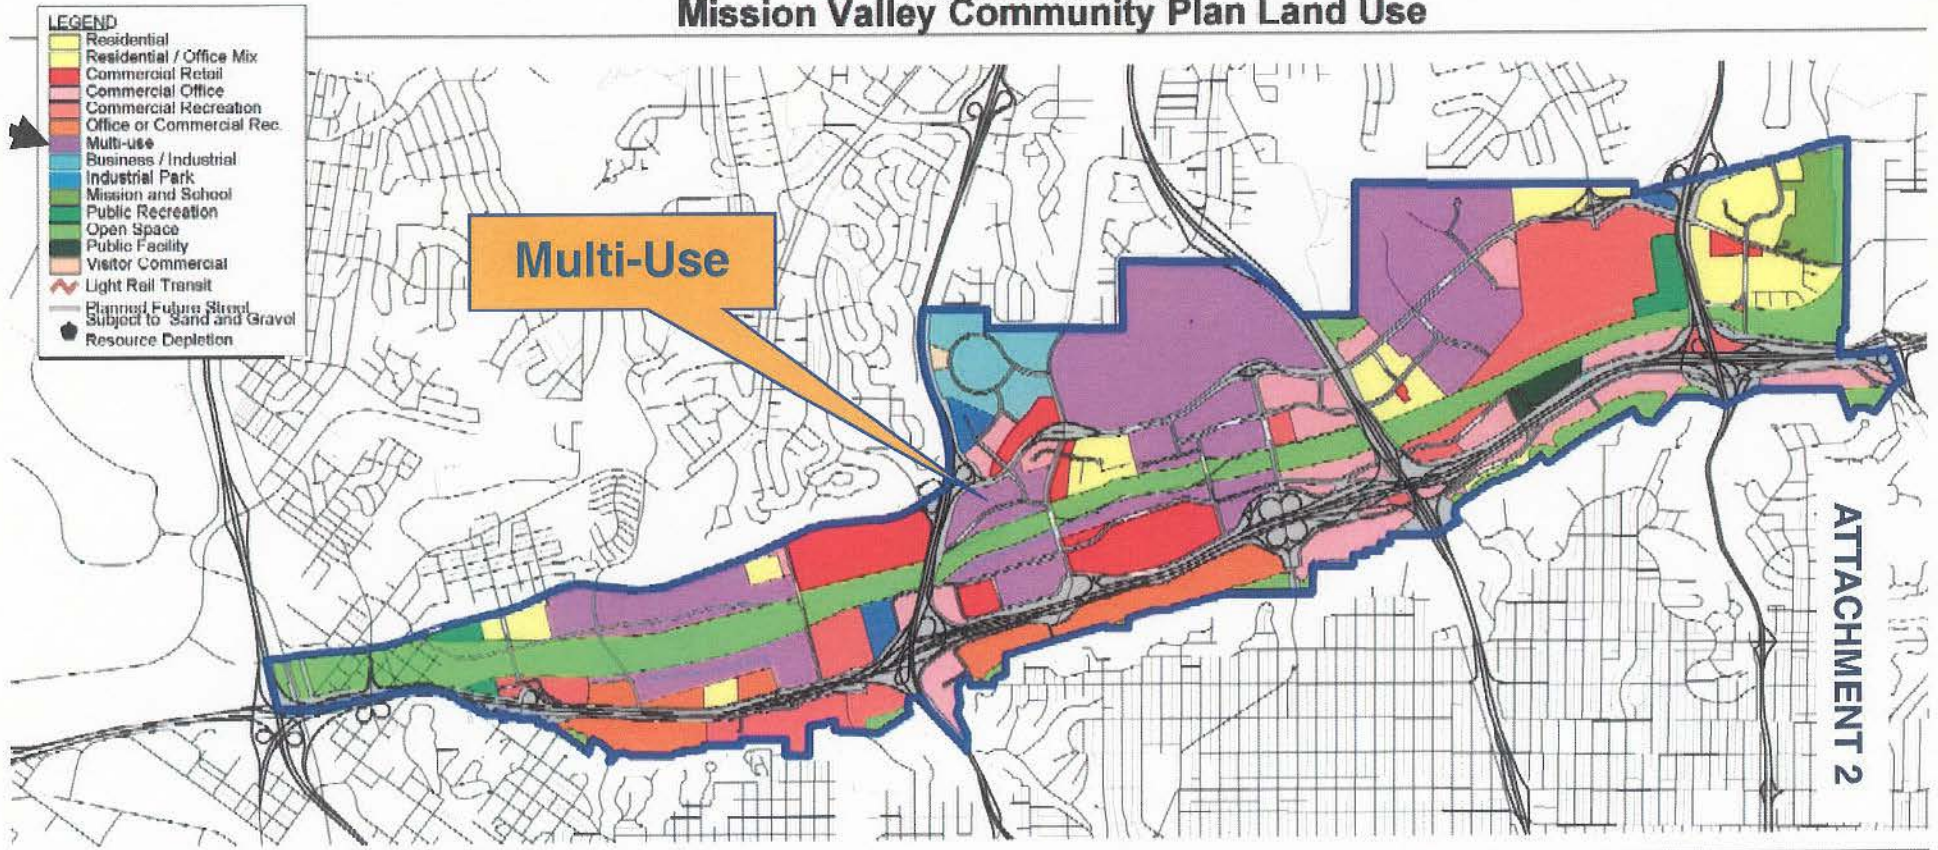 Mission Valley Community Plan Land Use
LEGEND
Residential
Residential / Office Mix
Commercial Retail
Commercial Office
Commercial Recreation
Office or Commercial Rec.
Multi-use
Business / Industrial
Industrial Park
Mission and School
Public Recreation
Open Space
Public Facility
Visitor Commercial
Light Rail Transit
Planned Future Street
Subject to Sand and Gravel
Resource Depletion
Multi-Use
ATTACHMENT 2